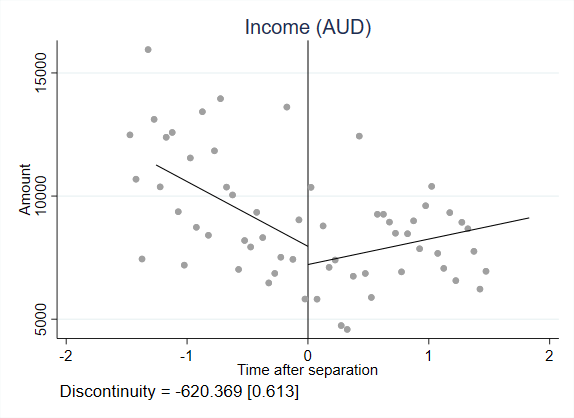 Income (AUD)
15000
10000
5000
Amount
-2
-1
0
1
2
Time after separation
Discontinuity = -620.369 [0.613]